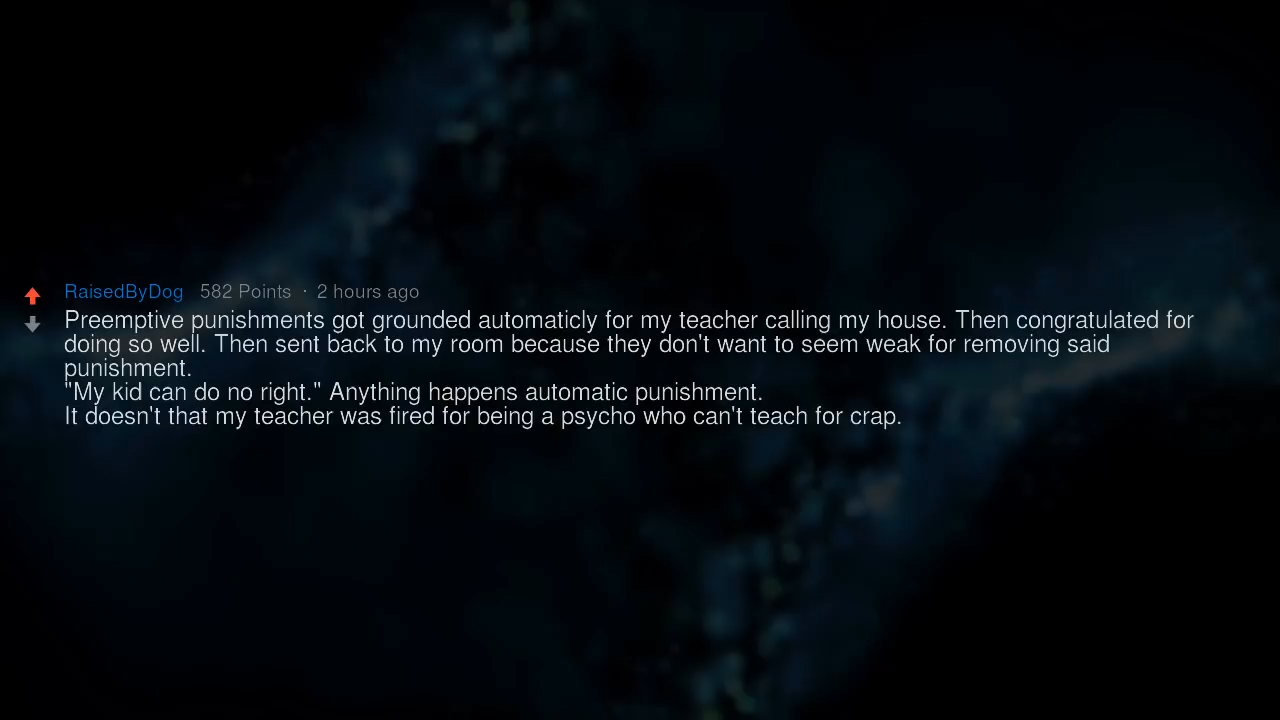 RaisedByDog 582 Points · 2 hours ago
Preemptive punishments got grounded automaticly for my teacher calling my house. Then congratulated for
doing so well. Then sent back to my room because they don't want to seem weak for removing said
punishment.
"My kid can do no right." Anything happens automatic punishment.
It doesn't that my teacher was fired for being a psycho who can't teach for crap.